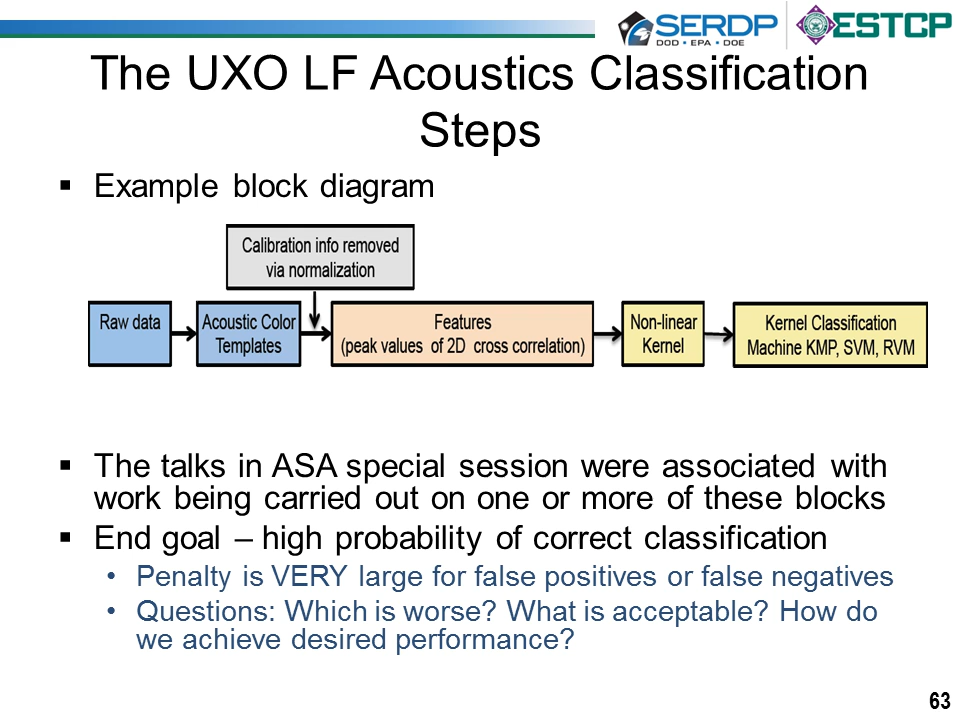 SERDP
DOD • EPA • DOE
ESTCP
The UXO LF Acoustics Classification
Steps
▪ Example block diagram
Calibration info removed
via normalization
Raw data
Acoustic Color
Templates
Features
(peak values of 2D cross correlation)
Non-linear
Kernel
Kernel Classification
Machine KMP, SVM, RVM
▪ The talks in ASA special session were associated with
work being carried out on one or more of these blocks
▪ End goal – high probability of correct classification
• Penalty is VERY large for false positives or false negatives
• Questions: Which is worse? What is acceptable? How do
we achieve desired performance?
63